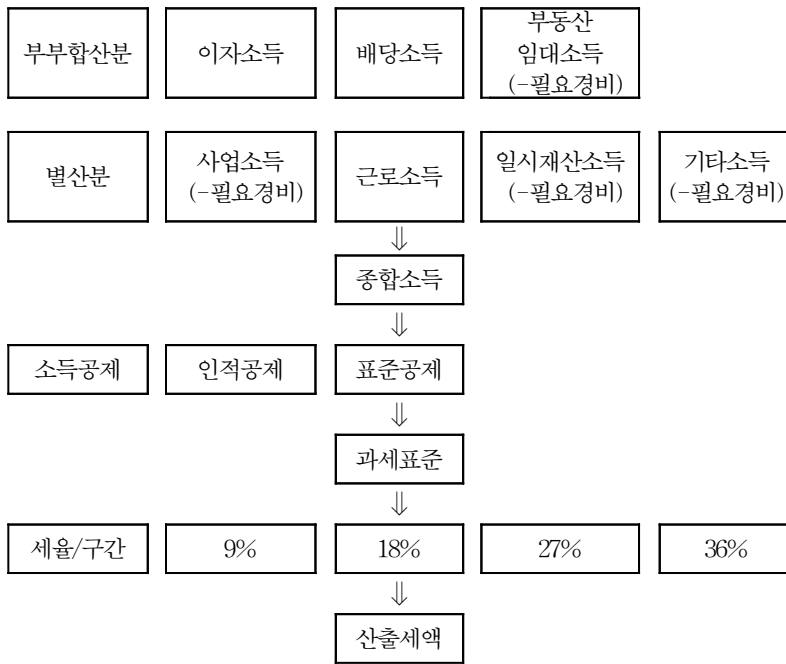 부부합산분 이자소득 배당소득 부동산
임대소득
(-필요경비)
별산분 사업소득
(-필요경비) 근로소득 일시재산소득
(-필요경비) 기타소득
(-필요경비)
⇓
종합소득
⇓
소득공제 인적공제 표준공제
⇓
과세표준
⇓
세율/구간 9% 18% 27% 36%
⇓
산출세액